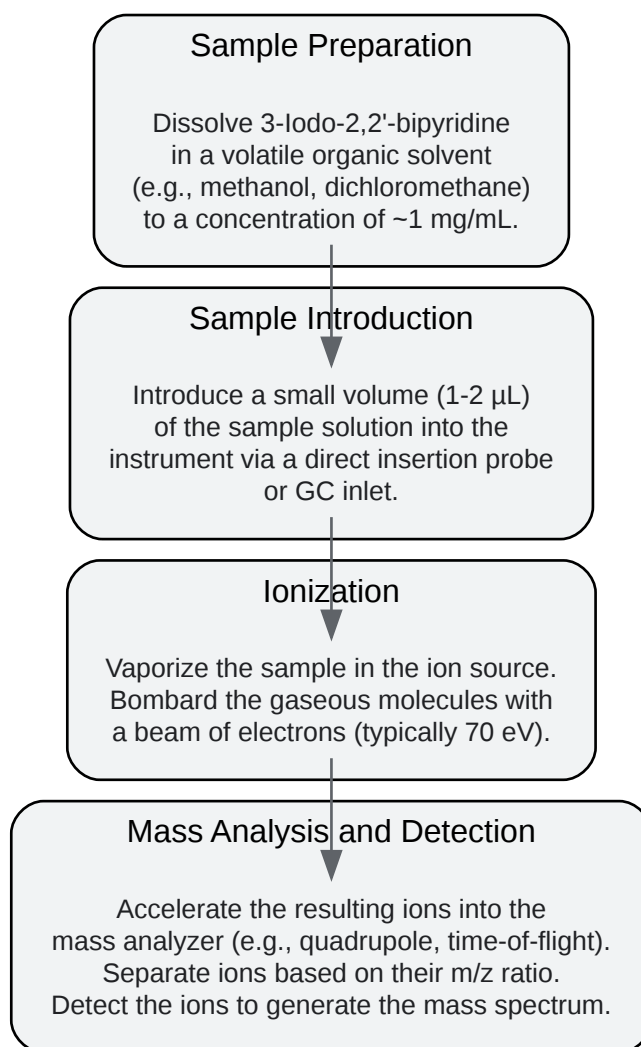 Sample Preparation
Dissolve 3-Iodo-2,2'-bipyridine
in a volatile organic solvent
(e.g., methanol, dichloromethane)
to a concentration of ~1 mg/mL.
Sample Introduction
Introduce a small volume (1-2 µL)
of the sample solution into the
instrument via a direct insertion probe
or GC inlet.
Ionization
Vaporize the sample in the ion source.
Bombard the gaseous molecules with
a beam of electrons (typically 70 eV).
Mass Analysis and Detection
Accelerate the resulting ions into the
mass analyzer (e.g., quadrupole, time-of-flight).
Separate ions based on their m/z ratio.
Detect the ions to generate the mass spectrum.